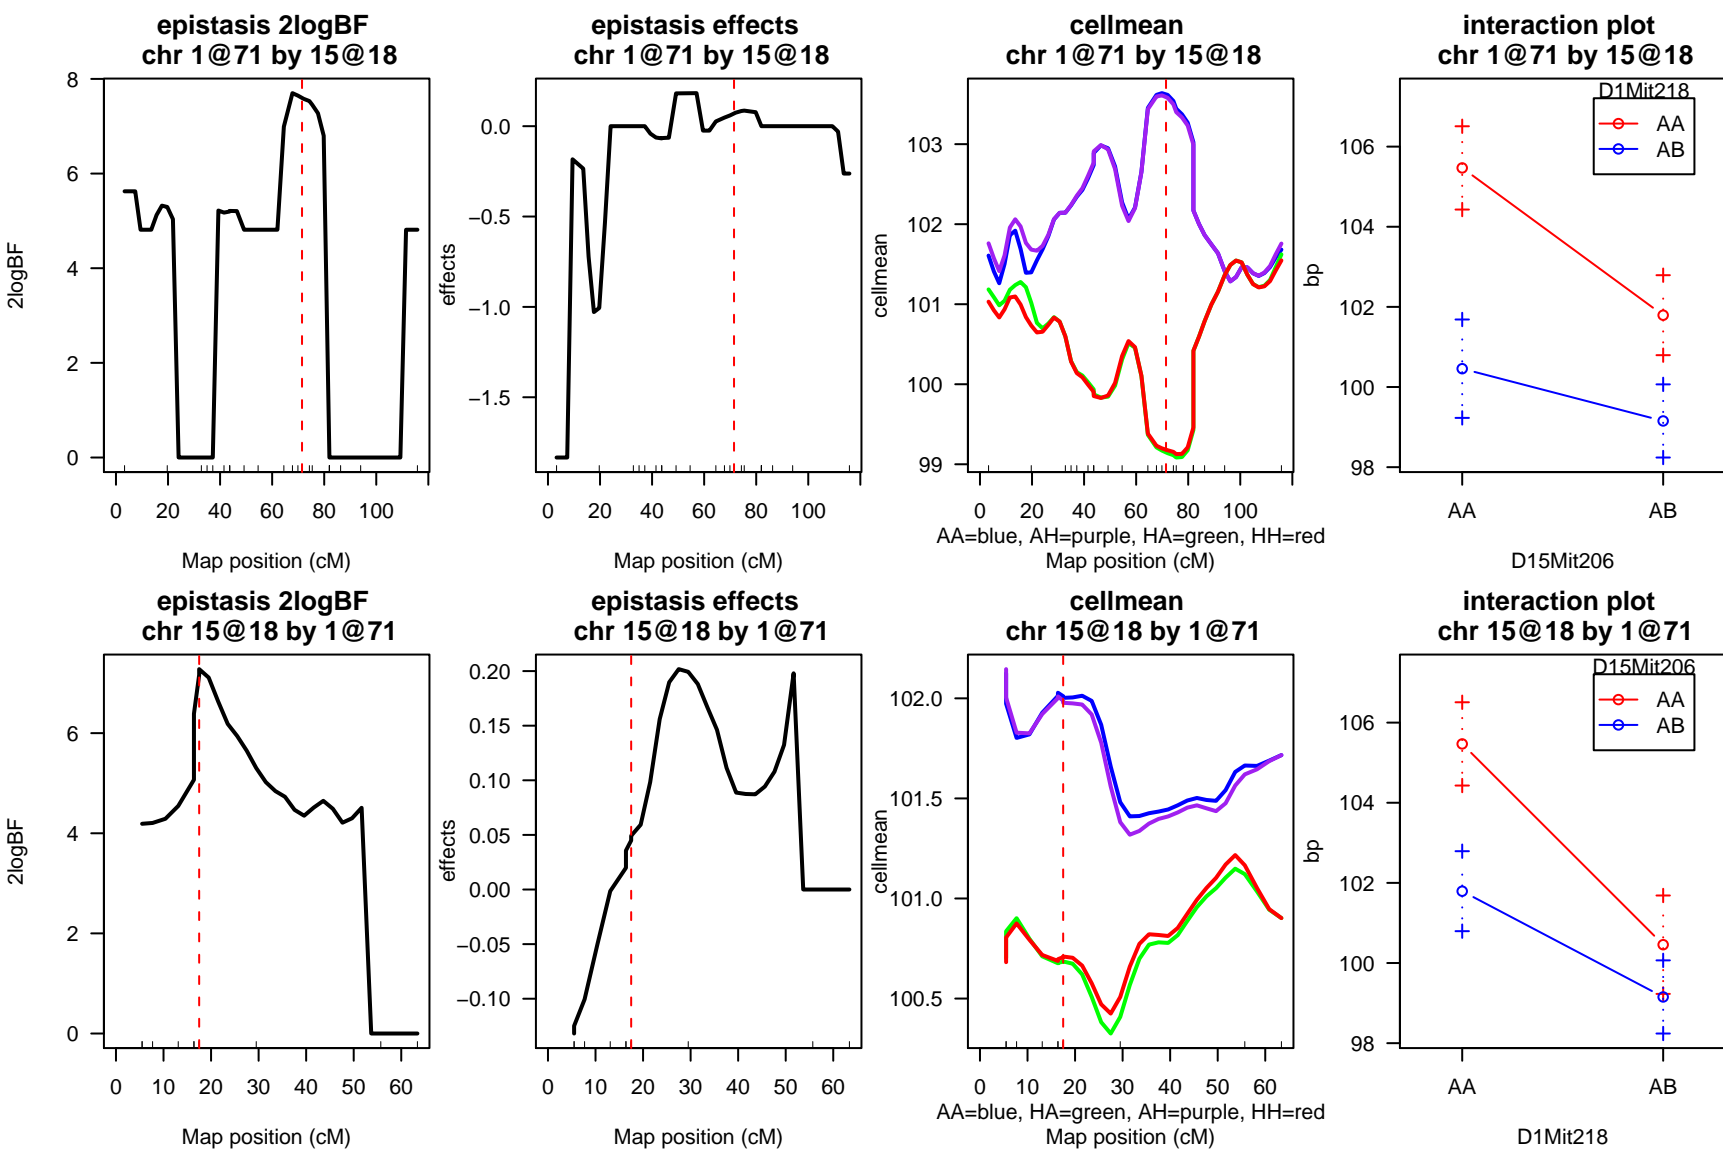 epistasis 2logBF
chr 1@71 by 15@18
2logBF
8
6
4
2
0
0 20 40 60 80 100
Map position (cM)
epistasis effects
chr 1@71 by 15@18
effects
0.0
−0.5
−1.0
−1.5
0 20 40 60 80 100
Map position (cM)
cellmean
chr 1@71 by 15@18
cellmean
103
102
101
100
99
0 20 40 60 80 100
AA=blue, AH=purple, HA=green, HH=red
Map position (cM)
interaction plot
chr 1@71 by 15@18
bp
106
104
102
100
98
D1Mit218
AA
AB
AA AB
D15Mit206
epistasis 2logBF
chr 15@18 by 1@71
2logBF
6
4
2
0
0 10 20 30 40 50 60
Map position (cM)
epistasis effects
chr 15@18 by 1@71
effects
0.20
0.15
0.10
0.05
0.00
−0.05
−0.10
0 10 20 30 40 50 60
Map position (cM)
cellmean
chr 15@18 by 1@71
cellmean
102.0
101.5
101.0
100.5
0 10 20 30 40 50 60
AA=blue, HA=green, AH=purple, HH=red
Map position (cM)
interaction plot
chr 15@18 by 1@71
bp
106
104
102
100
98
D15Mit206
AA
AB
AA AB
D1Mit218